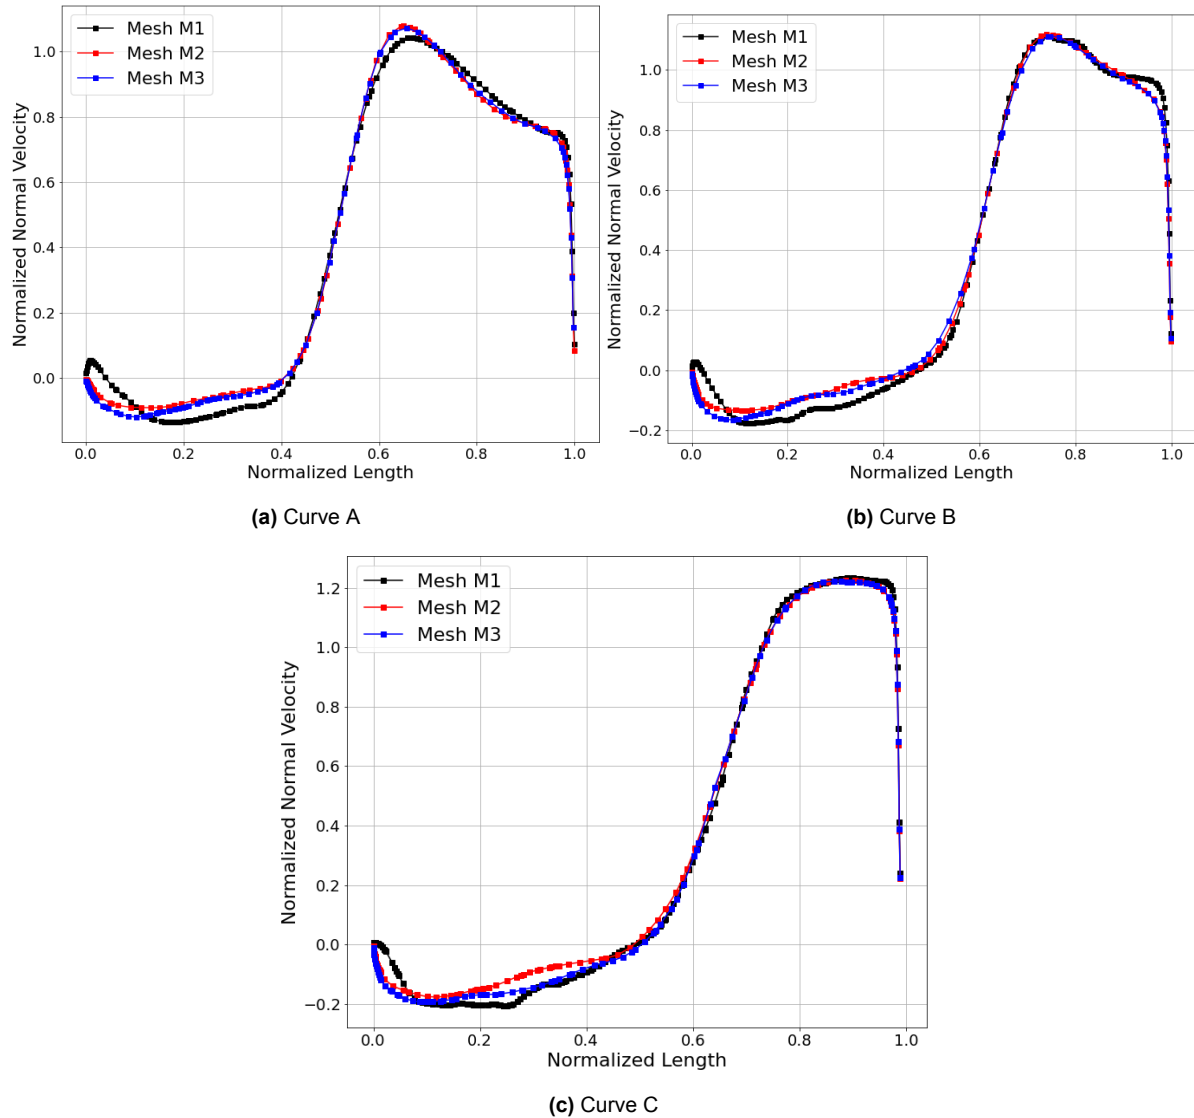 Mesh M1
Mesh M2
Mesh M3
1.0
0.8
0.6
0.4
0.2
0.0
Normalized Normal Velocity
0.0 0.2 0.4 0.6 0.8 1.0
Normalized Length
(a) Curve A
Mesh M1
Mesh M2
Mesh M3
1.0
0.8
0.6
0.4
0.2
0.0
−0.2
Normalized Normal Velocity
0.0 0.2 0.4 0.6 0.8 1.0
Normalized Length
(b) Curve B
Mesh M1
Mesh M2
Mesh M3
1.2
1.0
0.8
0.6
0.4
0.2
0.0
−0.2
Normalized Normal Velocity
0.0 0.2 0.4 0.6 0.8 1.0
Normalized Length
(c) Curve C